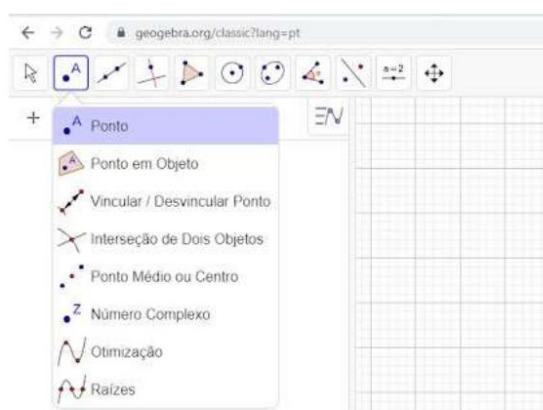 geogebra.org/classic?lang=pt
A
a=2
A Ponto
A Ponto em Objeto
Vincular / Desvincular Ponto
Interseção de Dois Objetos
Ponto Médio ou Centro
Z Número Complexo
Otimização
Raízes